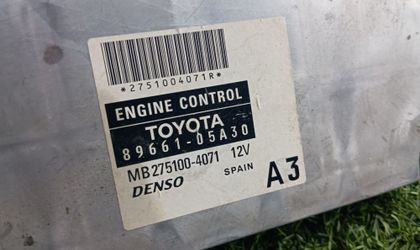 *2751004071R*
ENGINE CONTROL
TOYOTA
89661-05A30
MB275100-4071 12V
DENSO SPAIN A3